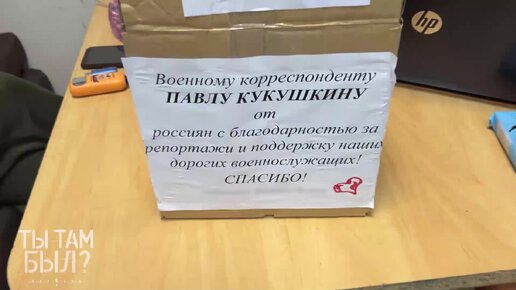 hp
Военному корреспонденту
ПАВЛУ КУКУШКИНУ
от
россиян с благодарностью за
репортажи и поддержку наших
дорогих военнослужащих!
СПАСИБО!
ТЫ ТАМ
БЫЛ?